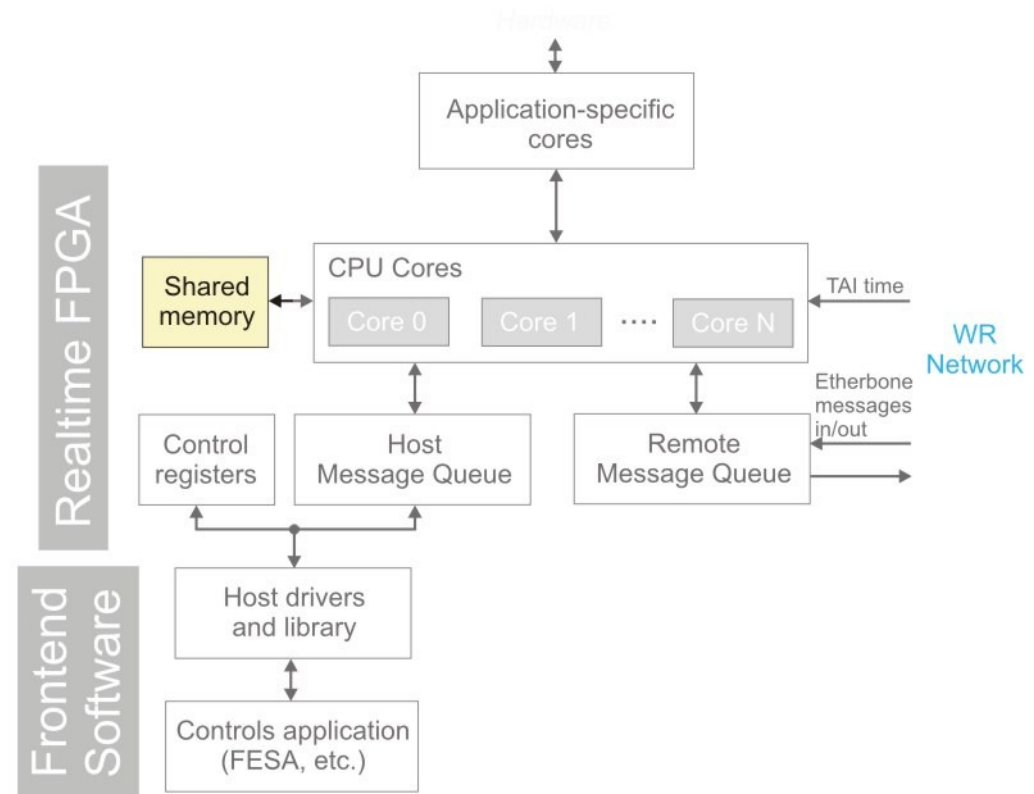 Hardware
Application-specific
cores
Realtime FPGA
Shared
memory
CPU Cores
Core 0
Core 1
....
Core N
TAI time
WR
Network
Etherbone
messages
in/out
Control
registers
Host
Message Queue
Remote
Message Queue
Frontend
Software
Host drivers
and library
Controls application
(FESA, etc.)